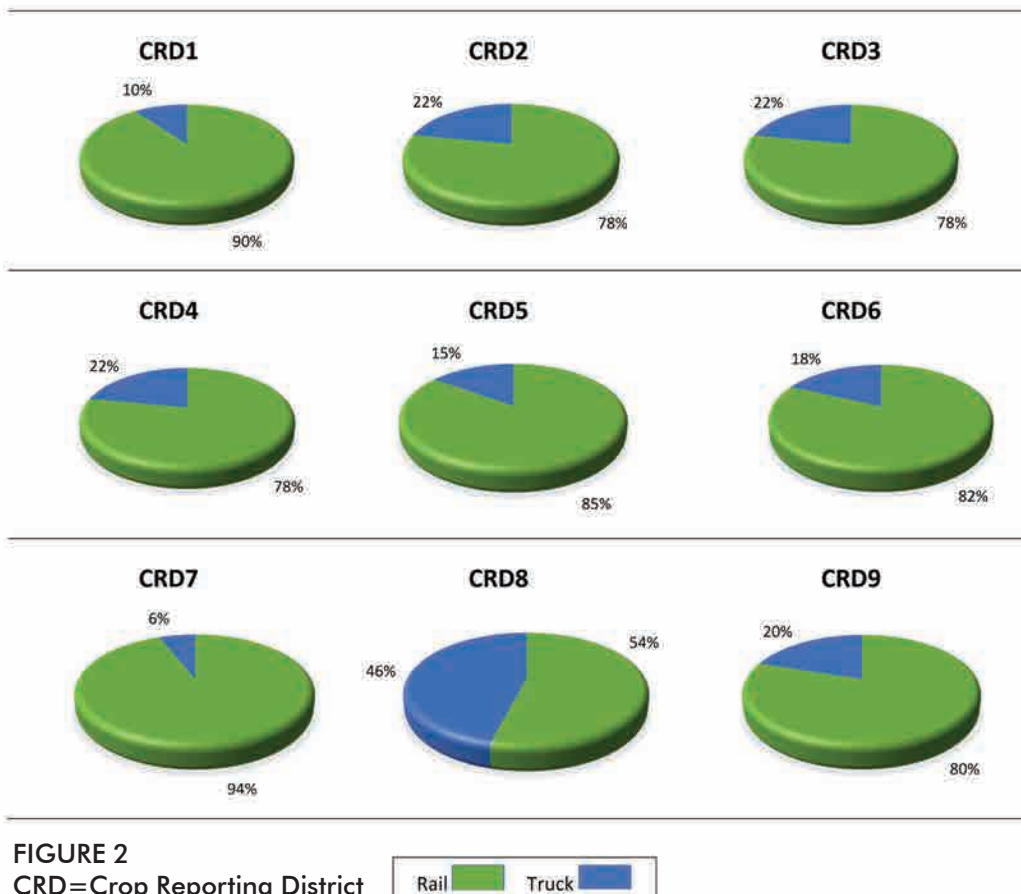 CRD1 CRD2 CRD3
10% 22% 22%
90% 78% 78%
CRD4 CRD5 CRD6
22% 15% 18%
78% 85% 82%
CRD7 CRD8 CRD9
6% 46% 54% 20%
94% 80%
FIGURE 2
CRD=Crop Reporting District
Rail Truck